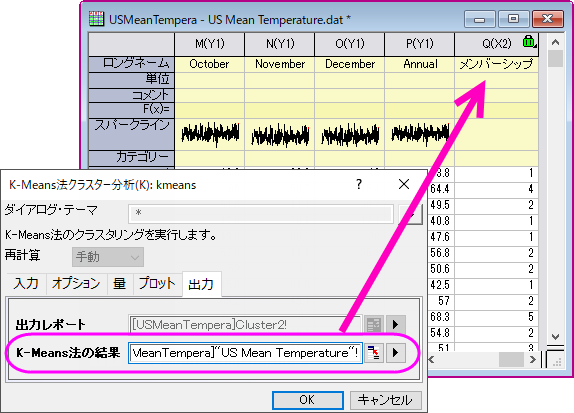 USMeanTempera - US Mean Temperature.dat *
M(Y1) N(Y1) O(Y1) P(Y1) Q(X2)
ロングネーム October November December Annual メンバーシップ
単位
コメント
F(x)=
スパークライン
カテゴリー
53.8 1
64.4 4
49.5 2
40.8 1
47.6 1
56.8 2
50.6 2
42.5 1
57 2
68.3 5
54.8 2
51 3
K-Means法クラスター分析(K): kmeans
ダイアログ・テーマ *
K-Means法のクラスタリングを実行します。
再計算 手動
入力 オプション 量 プロット 出力
出力レポート [USMeanTempera]Cluster2!
K-Means法の結果 MeanTempera]"US Mean Temperature"!
OK キャンセル